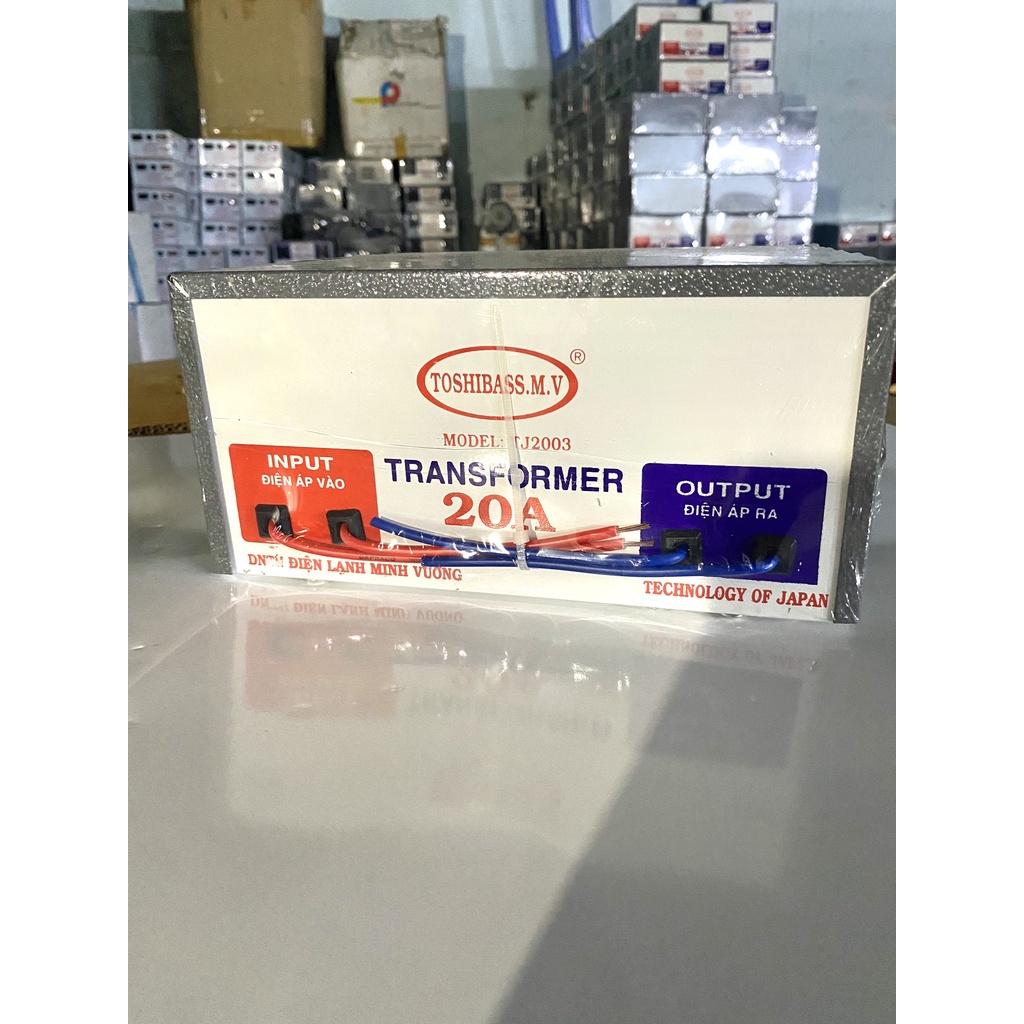 TOSHIBASS.M.V
®
MODEL: TJ2003
INPUT
ĐIỆN ÁP VÀO
TRANSFORMER
20A
OUTPUT
ĐIỆN ÁP RA
DNTN ĐIỆN LẠNH MINH VƯƠNG
TECHNOLOGY OF JAPAN